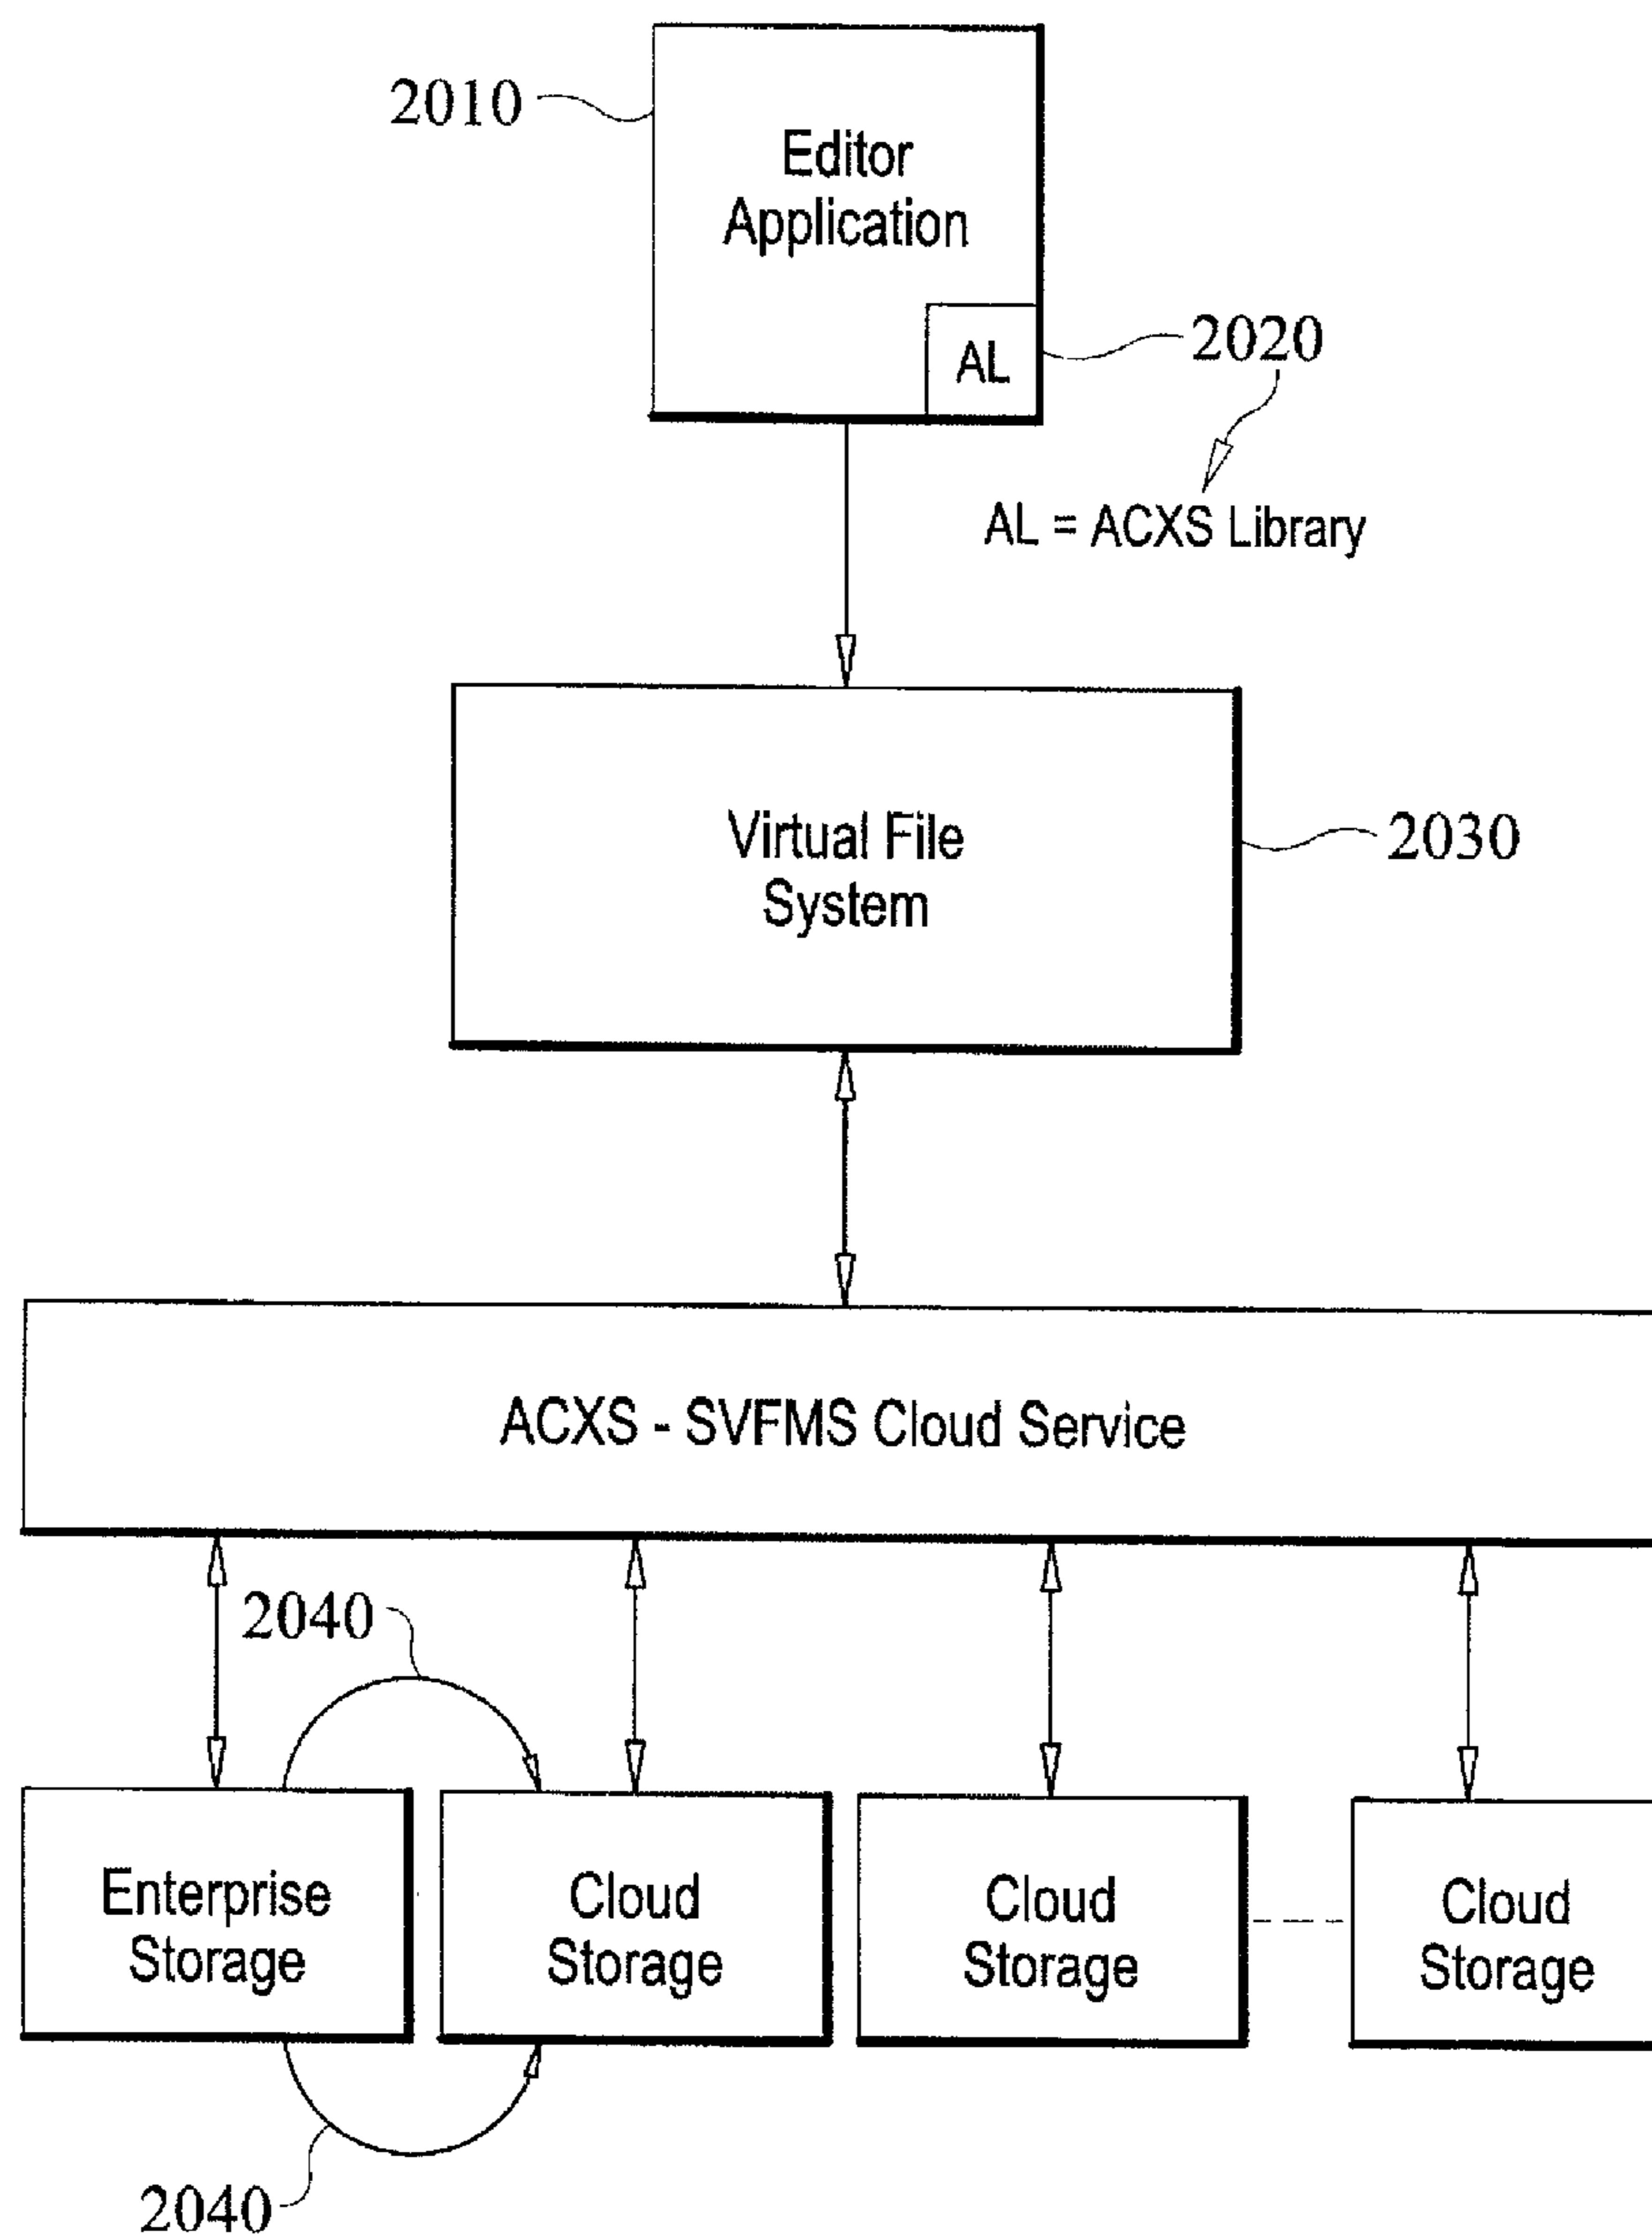 2010
Editor
Application
AL
2020
AL = ACXS Library
Virtual File
System
2030
ACXS - SVFMS Cloud Service
2040
Enterprise
Storage
Cloud
Storage
Cloud
Storage
Cloud
Storage
2040